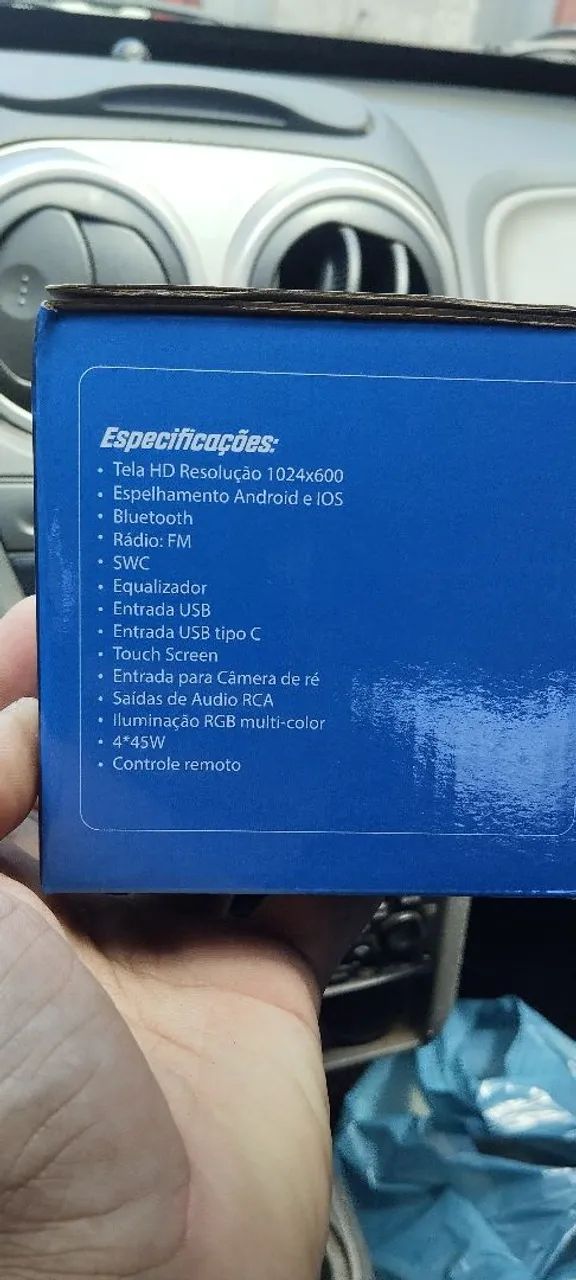 Especificações:
• Tela HD Resolução 1024x600
• Espelhamento Android e IOS
• Bluetooth
• Rádio: FM
• SWC
• Equalizador
• Entrada USB
• Entrada USB tipo C
• Touch Screen
• Entrada para Câmera de ré
• Saídas de Audio RCA
• Iluminação RGB multi-color
• 4*45W
• Controle remoto